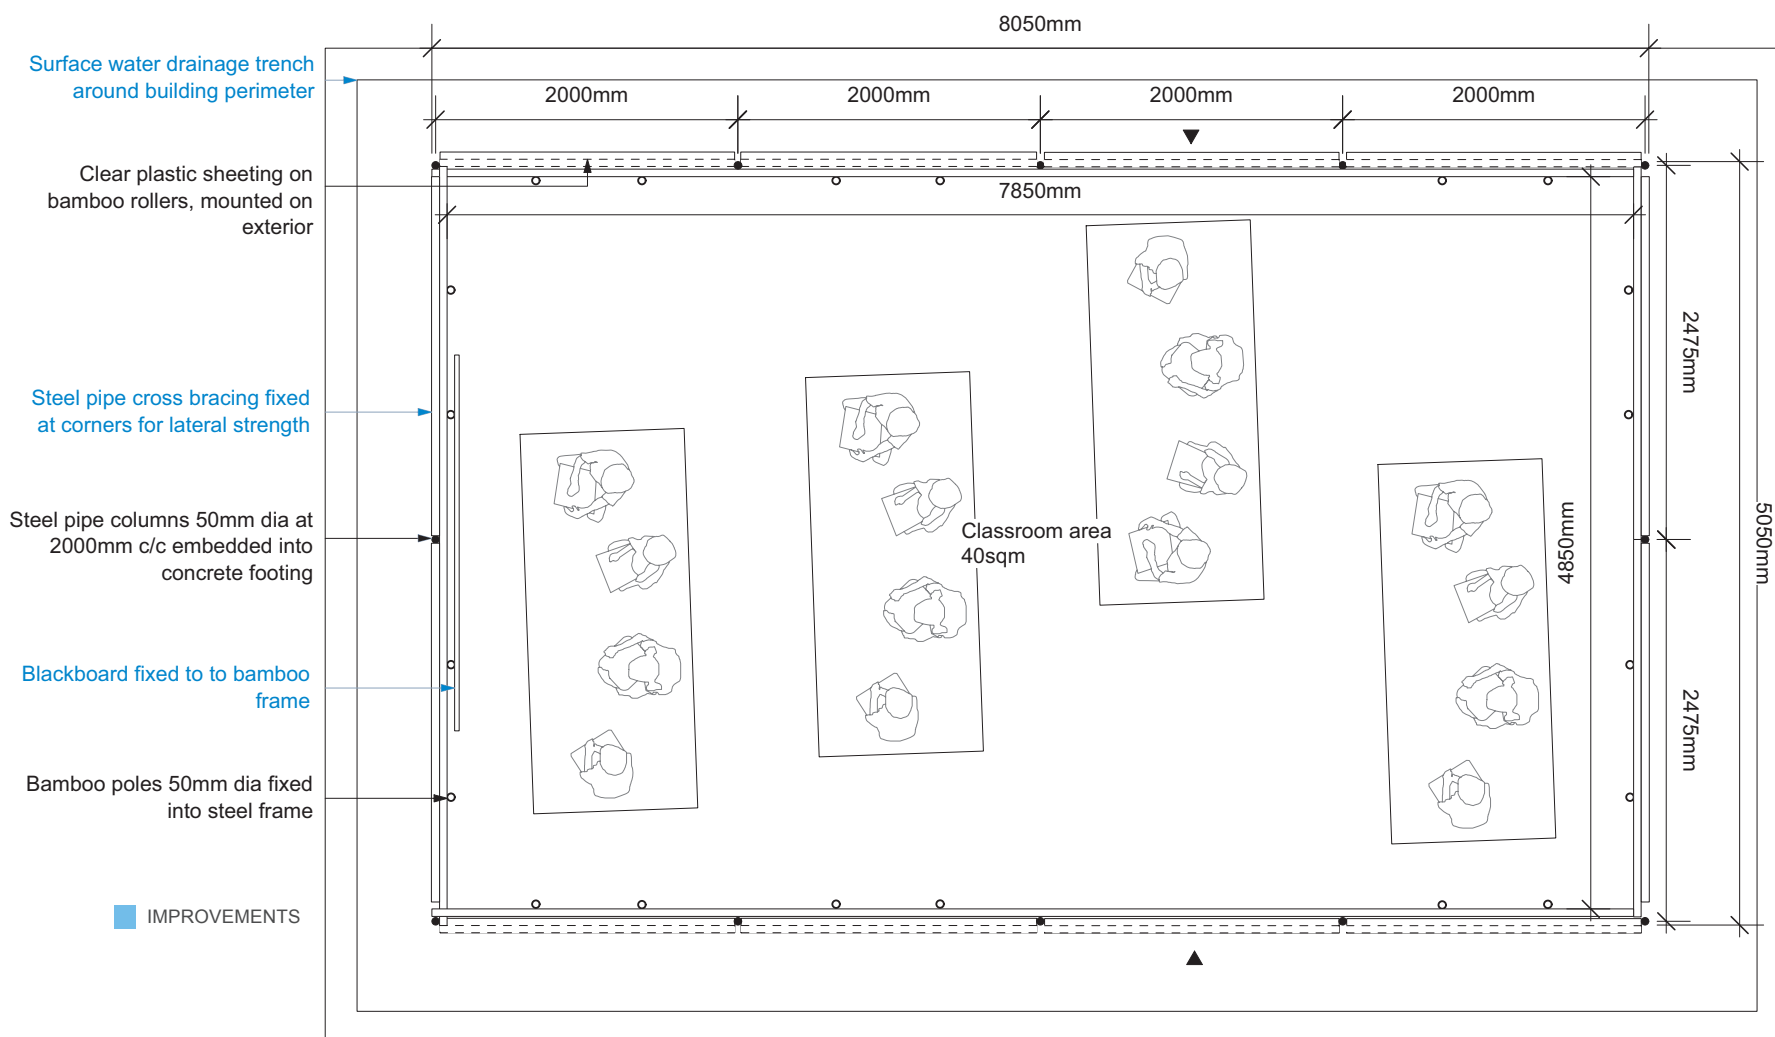 8050mm
Surface water drainage trench
around building perimeter
2000mm
2000mm
2000mm
2000mm
Clear plastic sheeting on
bamboo rollers, mounted on
exterior
7850mm
2475mm
Steel pipe cross bracing fixed
at corners for lateral strength
Steel pipe columns 50mm dia at
2000mm c/c embedded into
concrete footing
Classroom area
40sqm
4850mm
5050mm
Blackboard fixed to to bamboo
frame
2475mm
Bamboo poles 50mm dia fixed
into steel frame
IMPROVEMENTS